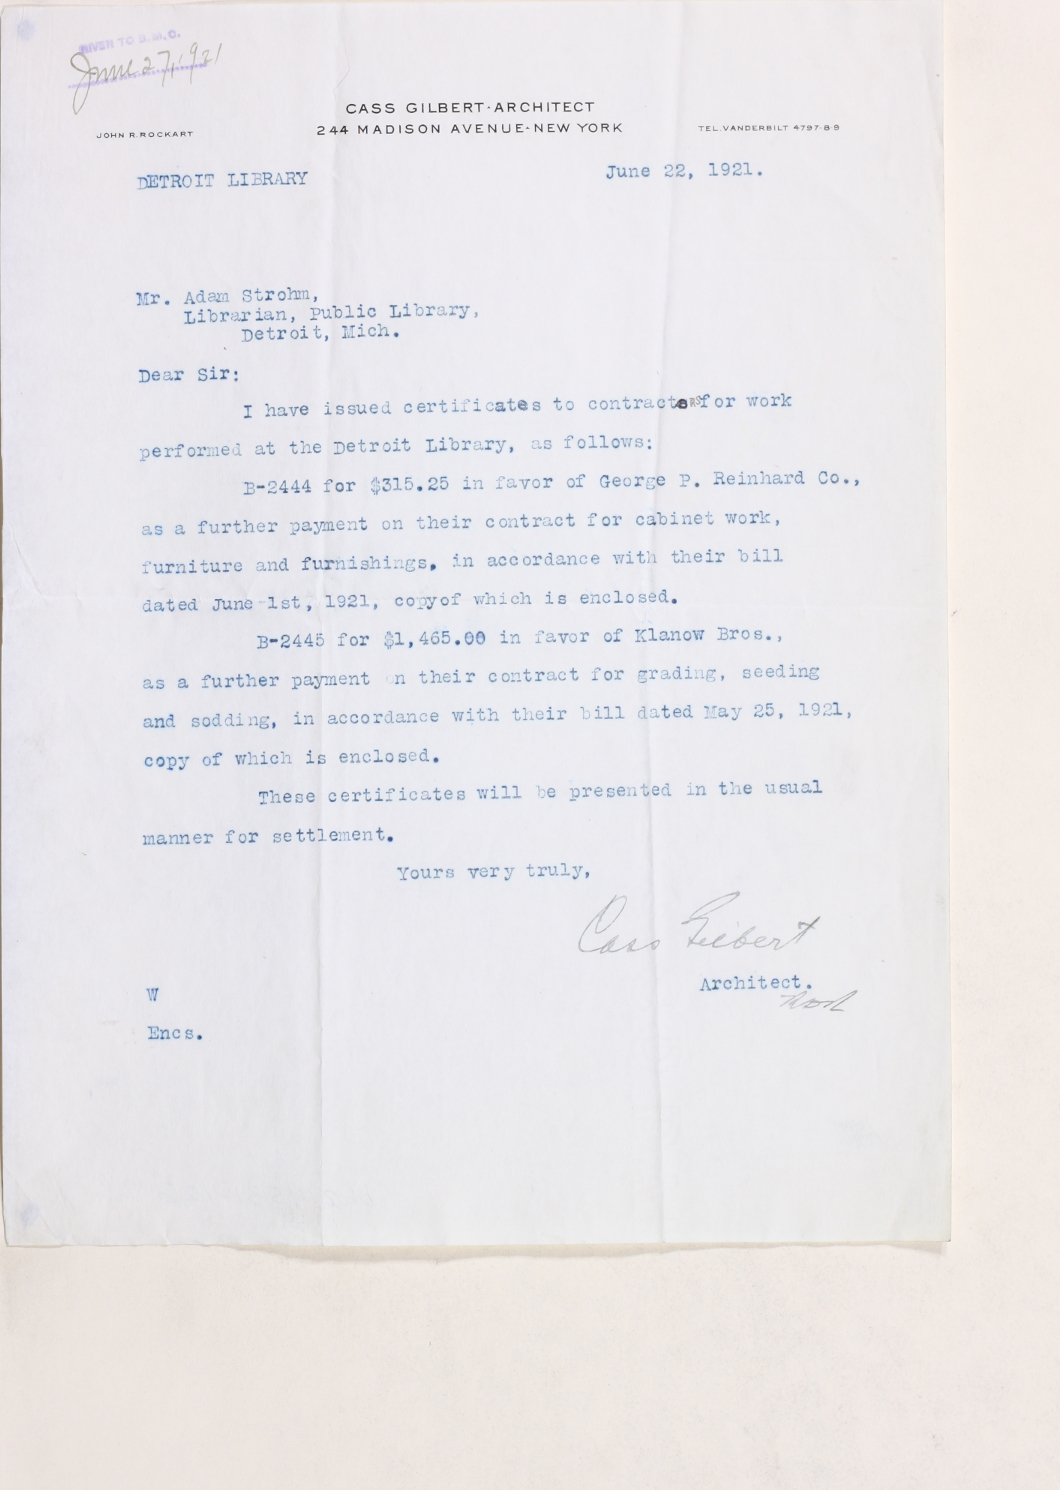 GIVEN TO B.M.C.
June 27, 1921
CASS GILBERT·ARCHITECT
244 MADISON AVENUE·NEW YORK
JOHN R. ROCKART
TEL. VANDERBILT 4797-8-9
DETROIT LIBRARY
June 22, 1921.
Mr. Adam Strohm,
Librarian, Public Library,
Detroit, Mich.
Dear Sir:
I have issued certificates to contractors for work
performed at the Detroit Library, as follows:
B-2444 for $315.25 in favor of George P. Reinhard Co.,
as a further payment on their contract for cabinet work,
furniture and furnishings, in accordance with their bill
dated June 1st, 1921, copyof which is enclosed.
B-2445 for $1,465.00 in favor of Klanow Bros.,
as a further payment on their contract for grading, seeding
and sodding, in accordance with their bill dated May 25, 1921,
copy of which is enclosed.
These certificates will be presented in the usual
manner for settlement.
Yours very truly,
Cass Gilbert
Architect.
W
Encs.